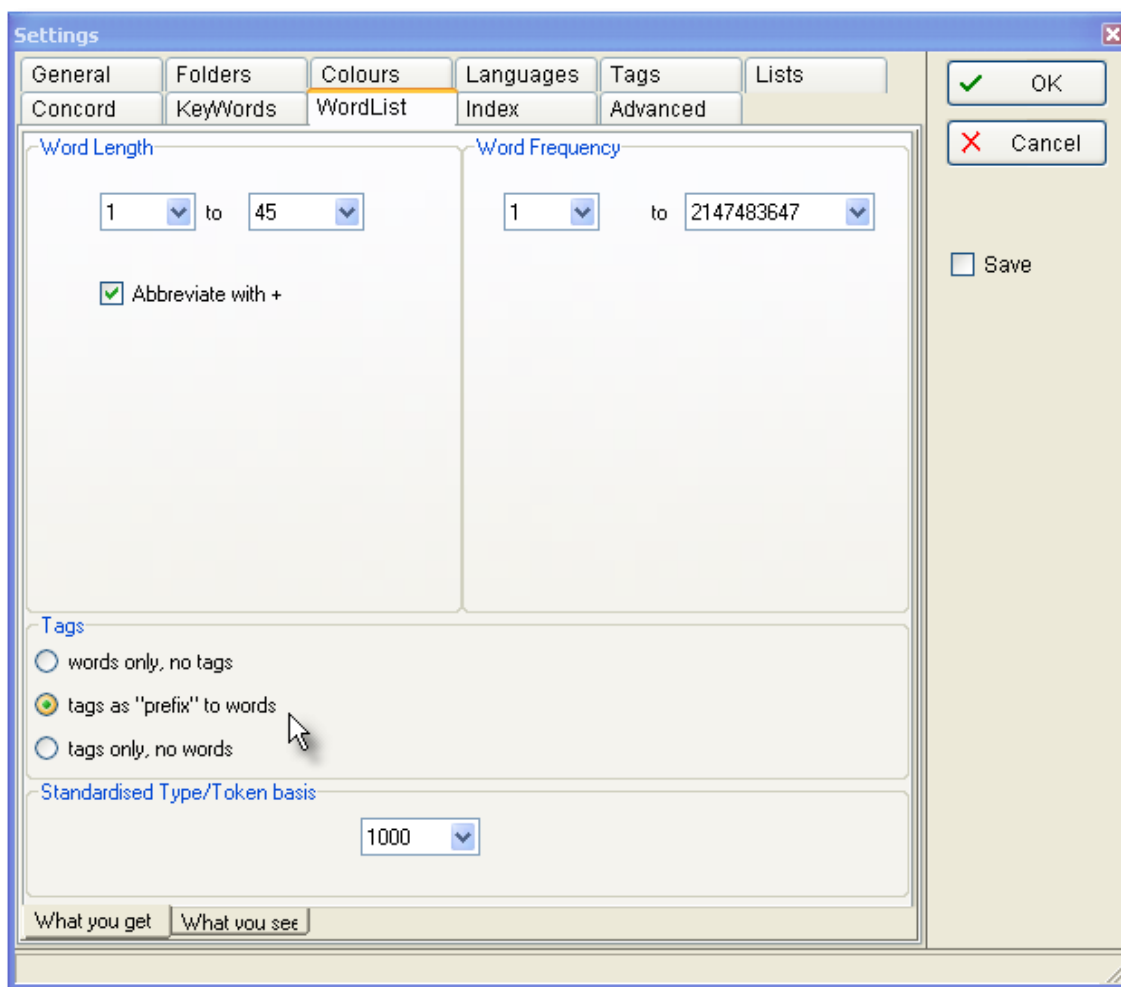 Settings
General Folders Colours Languages Tags Lists
Concord KeyWords WordList Index Advanced
OK
Cancel
Save
Word Length Word Frequency
1 to 45 1 to 2147483647
Abbreviate with +
Tags
words only, no tags
tags as "prefix" to words
tags only, no words
Standardised Type/Token basis
1000
What you get What you see